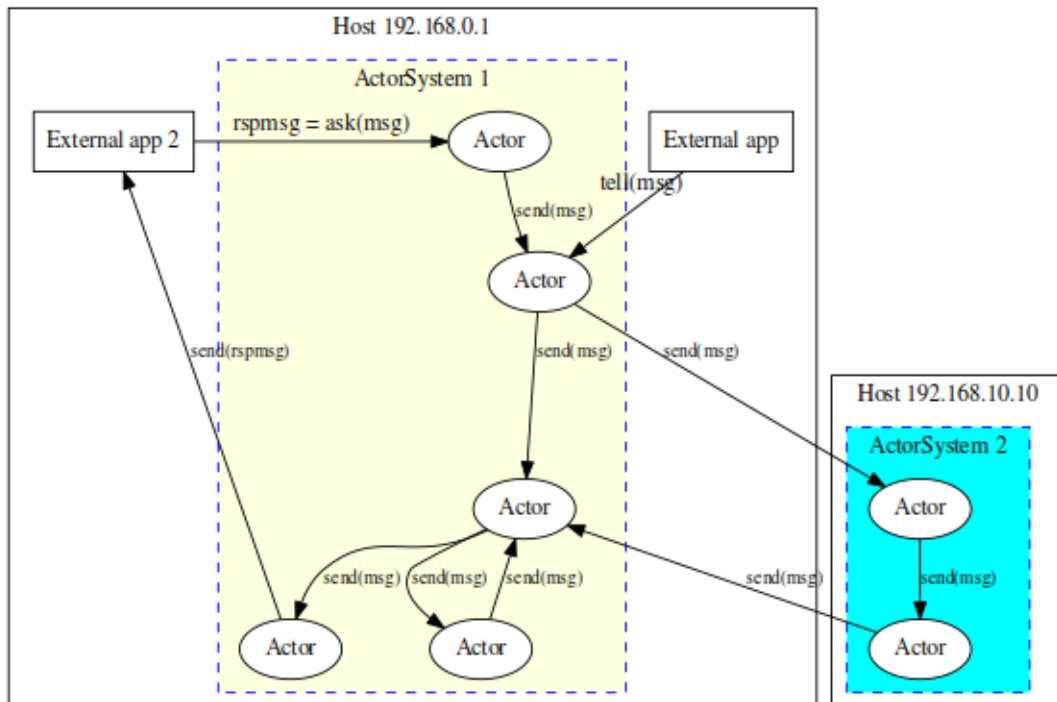 Host 192.168.0.1
ActorSystem 1
External app 2
rspmsg = ask(msg)
Actor
External app
tell(msg)
send(msg)
Actor
send(rspmsg)
send(msg)
send(msg)
Host 192.168.10.10
ActorSystem 2
Actor
Actor
send(msg)
send(msg)
send(msg)
send(msg)
send(msg)
Actor
Actor
Actor